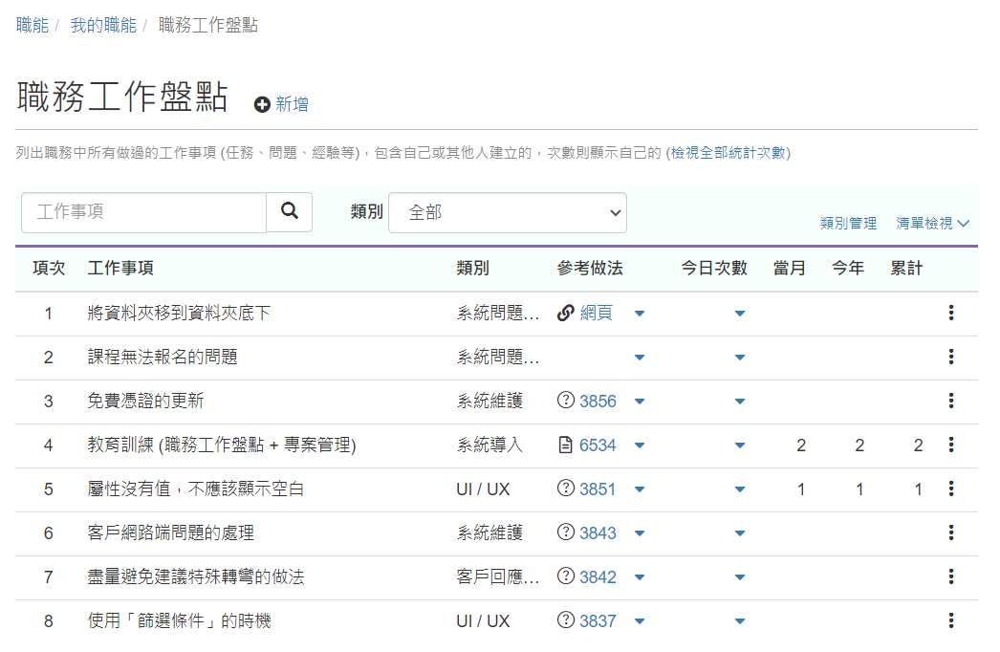 職能 / 我的職能 / 職務工作盤點
職務工作盤點 新增
列出職務中所有做過的工作事項 (任務、問題、經驗等)，包含自己或其他人建立的，次數則顯示自己的 (檢視全部統計次數)
工作事項 類別 全部 類別管理 清單檢視
項次 工作事項 類別 參考做法 今日次數 當月 今年 累計
1 將資料夾移到資料夾底下 系統問題… 網頁
2 課程無法報名的問題 系統問題…
3 免費憑證的更新 系統維護 3856
4 教育訓練 (職務工作盤點 + 專案管理) 系統導入 6534 2 2 2
5 屬性沒有值，不應該顯示空白 UI / UX 3851 1 1 1
6 客戶網路端問題的處理 系統維護 3843
7 盡量避免建議特殊轉彎的做法 客戶回應… 3842
8 使用「篩選條件」的時機 UI / UX 3837